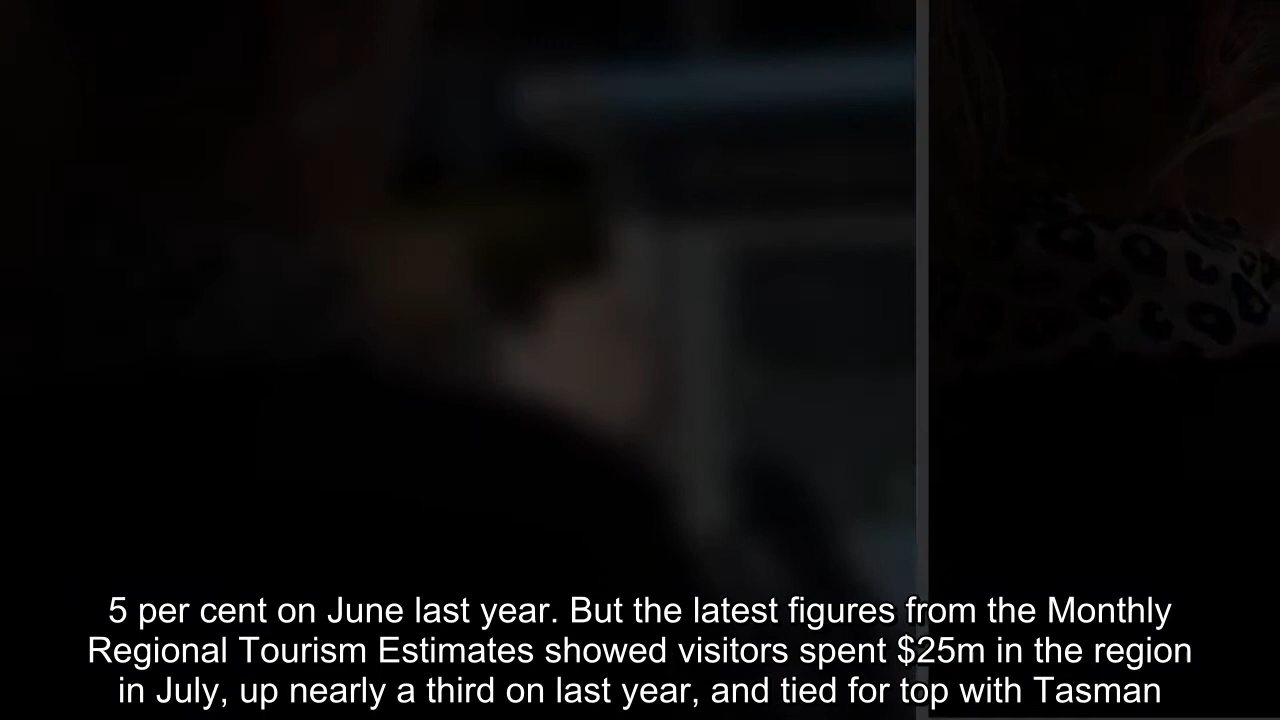 5 per cent on June last year. But the latest figures from the Monthly
Regional Tourism Estimates showed visitors spent $25m in the region
in July, up nearly a third on last year, and tied for top with Tasman